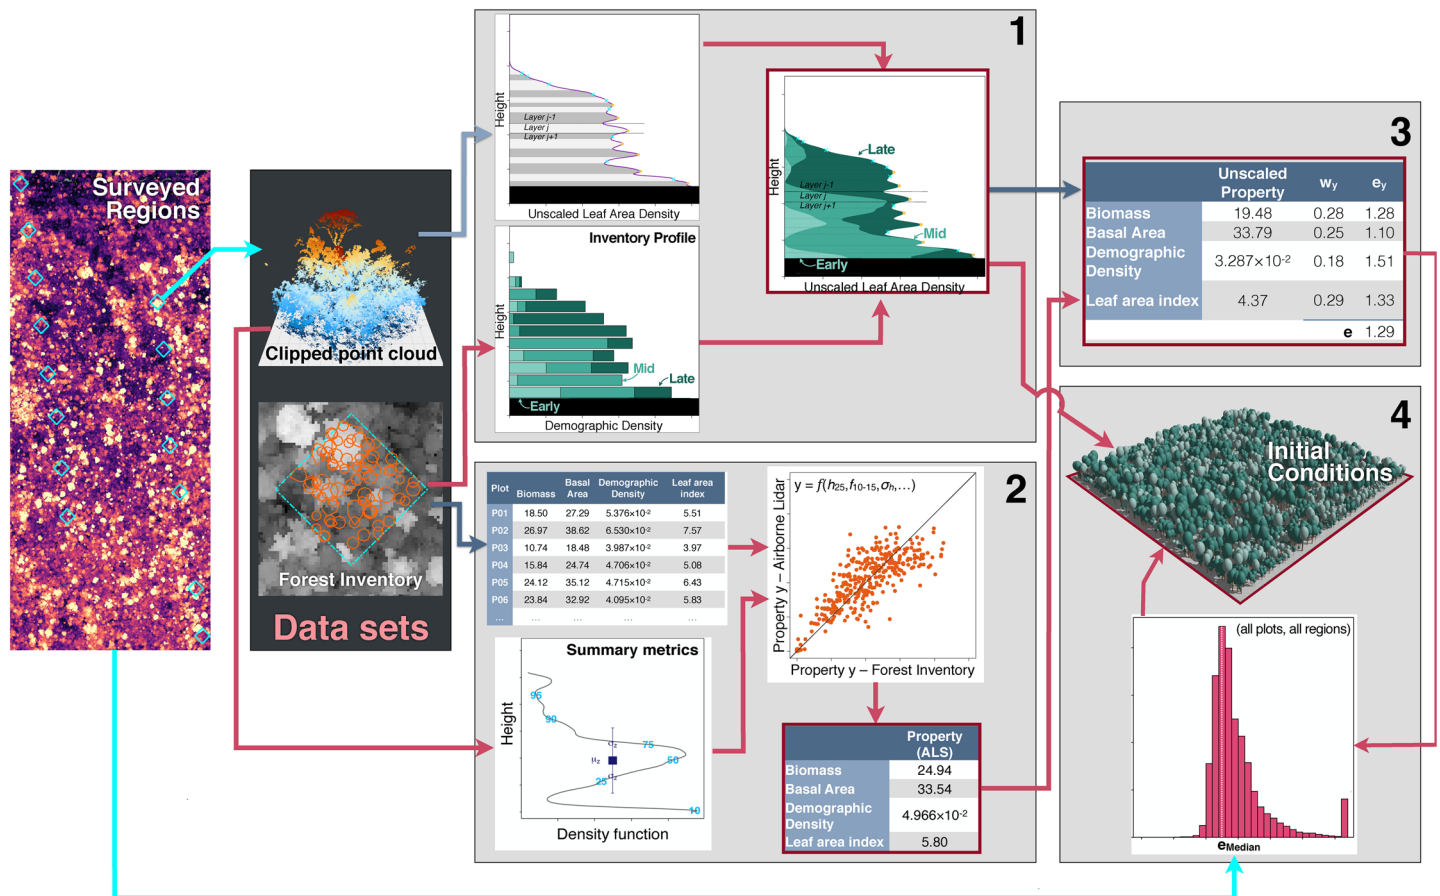 Surveyed
Regions
Clipped point cloud
Forest Inventory
Data sets
1
Height
Layer j-1
Layer j
Layer j+1
Unscaled Leaf Area Density
Inventory Profile
Height
Mid
Late
Early
Demographic Density
Height
Late
Layer j-1
Layer j
Layer j+1
Mid
Early
Unscaled Leaf Area Density
2
Plot Biomass Basal Area Demographic Density Leaf area index
P01 18.50 27.29 5.376×10-2 5.51
P02 26.97 38.62 6.530×10-2 7.57
P03 10.74 18.48 3.987×10-2 3.97
P04 15.84 24.74 4.706×10-2 5.08
P05 24.12 35.12 4.715×10-2 6.43
P06 23.84 32.92 4.095×10-2 5.83
... ... ... ... ...
Summary metrics
Height
95
90
σz
75
μz
50
σz
25
10
Density function
y = f(h25,f10-15,σh,...)
Property y – Airborne Lidar
Property y – Forest Inventory
Property
(ALS)
Biomass 24.94
Basal Area 33.54
Demographic Density 4.966×10-2
Leaf area index 5.80
3
Unscaled Property wy ey
Biomass 19.48 0.28 1.28
Basal Area 33.79 0.25 1.10
Demographic Density 3.287×10-2 0.18 1.51
Leaf area index 4.37 0.29 1.33
e 1.29
4
Initial
Conditions
(all plots, all regions)
eMedian